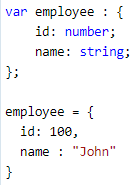 var employee : {
    id: number;
    name: string;
};
employee = {
  id: 100,
  name : "John"
}